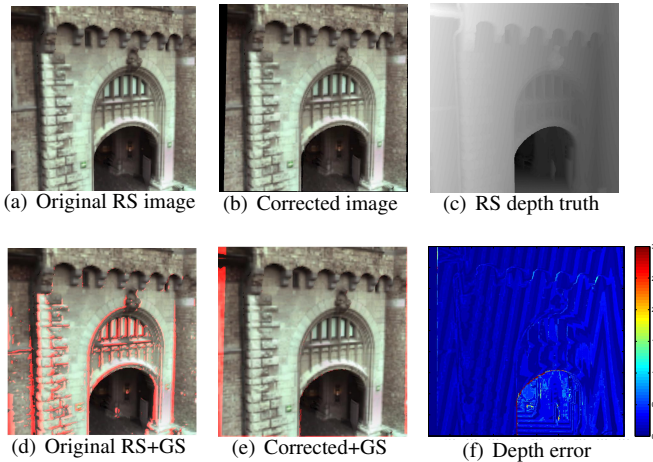 (a) Original RS image
(b) Corrected image
(c) RS depth truth
(d) Original RS+GS
(e) Corrected+GS
(f) Depth error